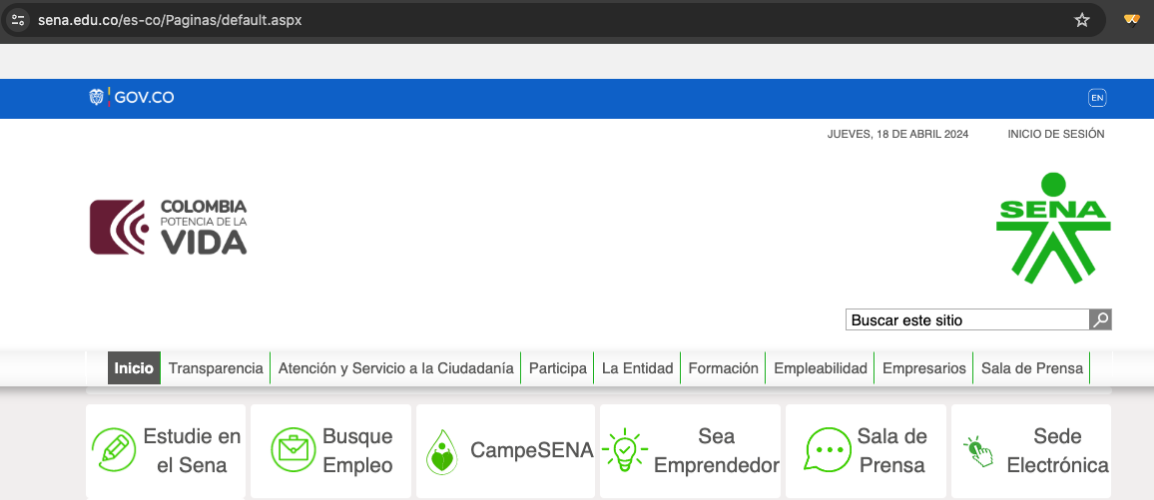 sena.edu.co/es-co/Paginas/default.aspx
GOV.CO
EN
JUEVES, 18 DE ABRIL 2024 INICIO DE SESIÓN
COLOMBIA
POTENCIA DE LA
VIDA
SENA
Buscar este sitio
Inicio Transparencia Atención y Servicio a la Ciudadanía Participa La Entidad Formación Empleabilidad Empresarios Sala de Prensa
Estudie en
el Sena
Busque
Empleo
CampeSENA
Sea
Emprendedor
Sala de
Prensa
Sede
Electrónica